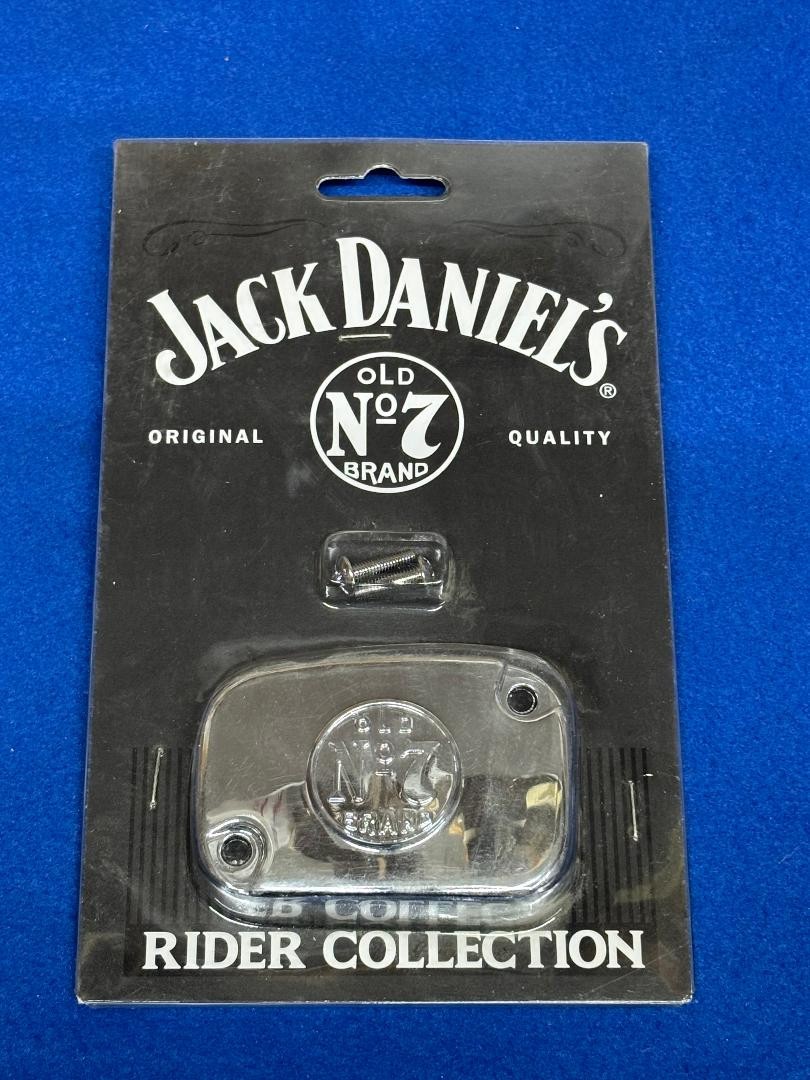 JACK DANIEL'S®
OLD
Nº7
BRAND
ORIGINAL QUALITY
OLD
Nº7
BRAND
RIDER COLLECTION